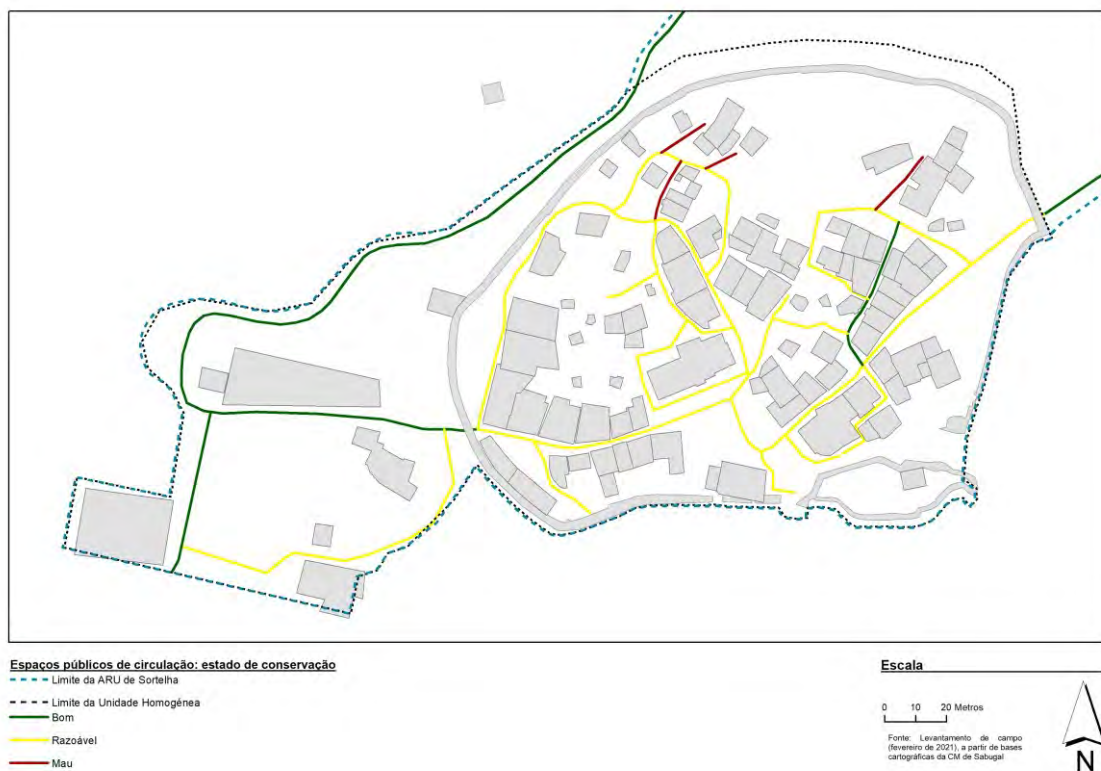 Espaços públicos de circulação: estado de conservação
Limite da ARU de Sortelha
Limite da Unidade Homogénea
Bom
Razoável
Mau
Escala
0 10 20 Metros
Fonte: Levantamento de campo
(fevereiro de 2021), a partir de bases
cartográficas da CM de Sabugal
N